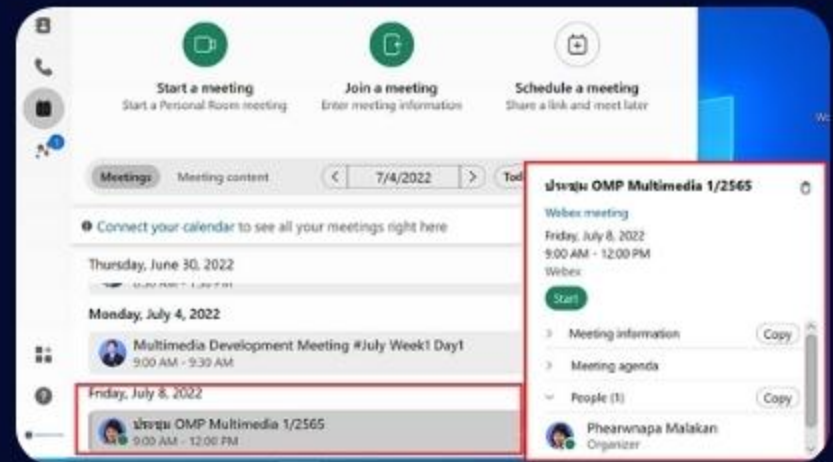 Start a meeting
Start a Personal Room meeting
Join a meeting
Enter meeting information
Schedule a meeting
Share a link and meet later
1
Meetings
Meeting content
7/4/2022
Connect your calendar to see all your meetings right here
Thursday, June 30, 2022
Monday, July 4, 2022
Multimedia Development Meeting #July Week1 Day1
9:00 AM - 9:30 AM
Friday, July 8, 2022
ประชุม OMP Multimedia 1/2565
9:00 AM - 12:00 PM
ประชุม OMP Multimedia 1/2565
Webex meeting
Friday, July 8, 2022
9:00 AM - 12:00 PM
Webex
Start
Meeting information
Copy
Meeting agenda
People (1)
Copy
Phearwnapa Malakan
Organizer